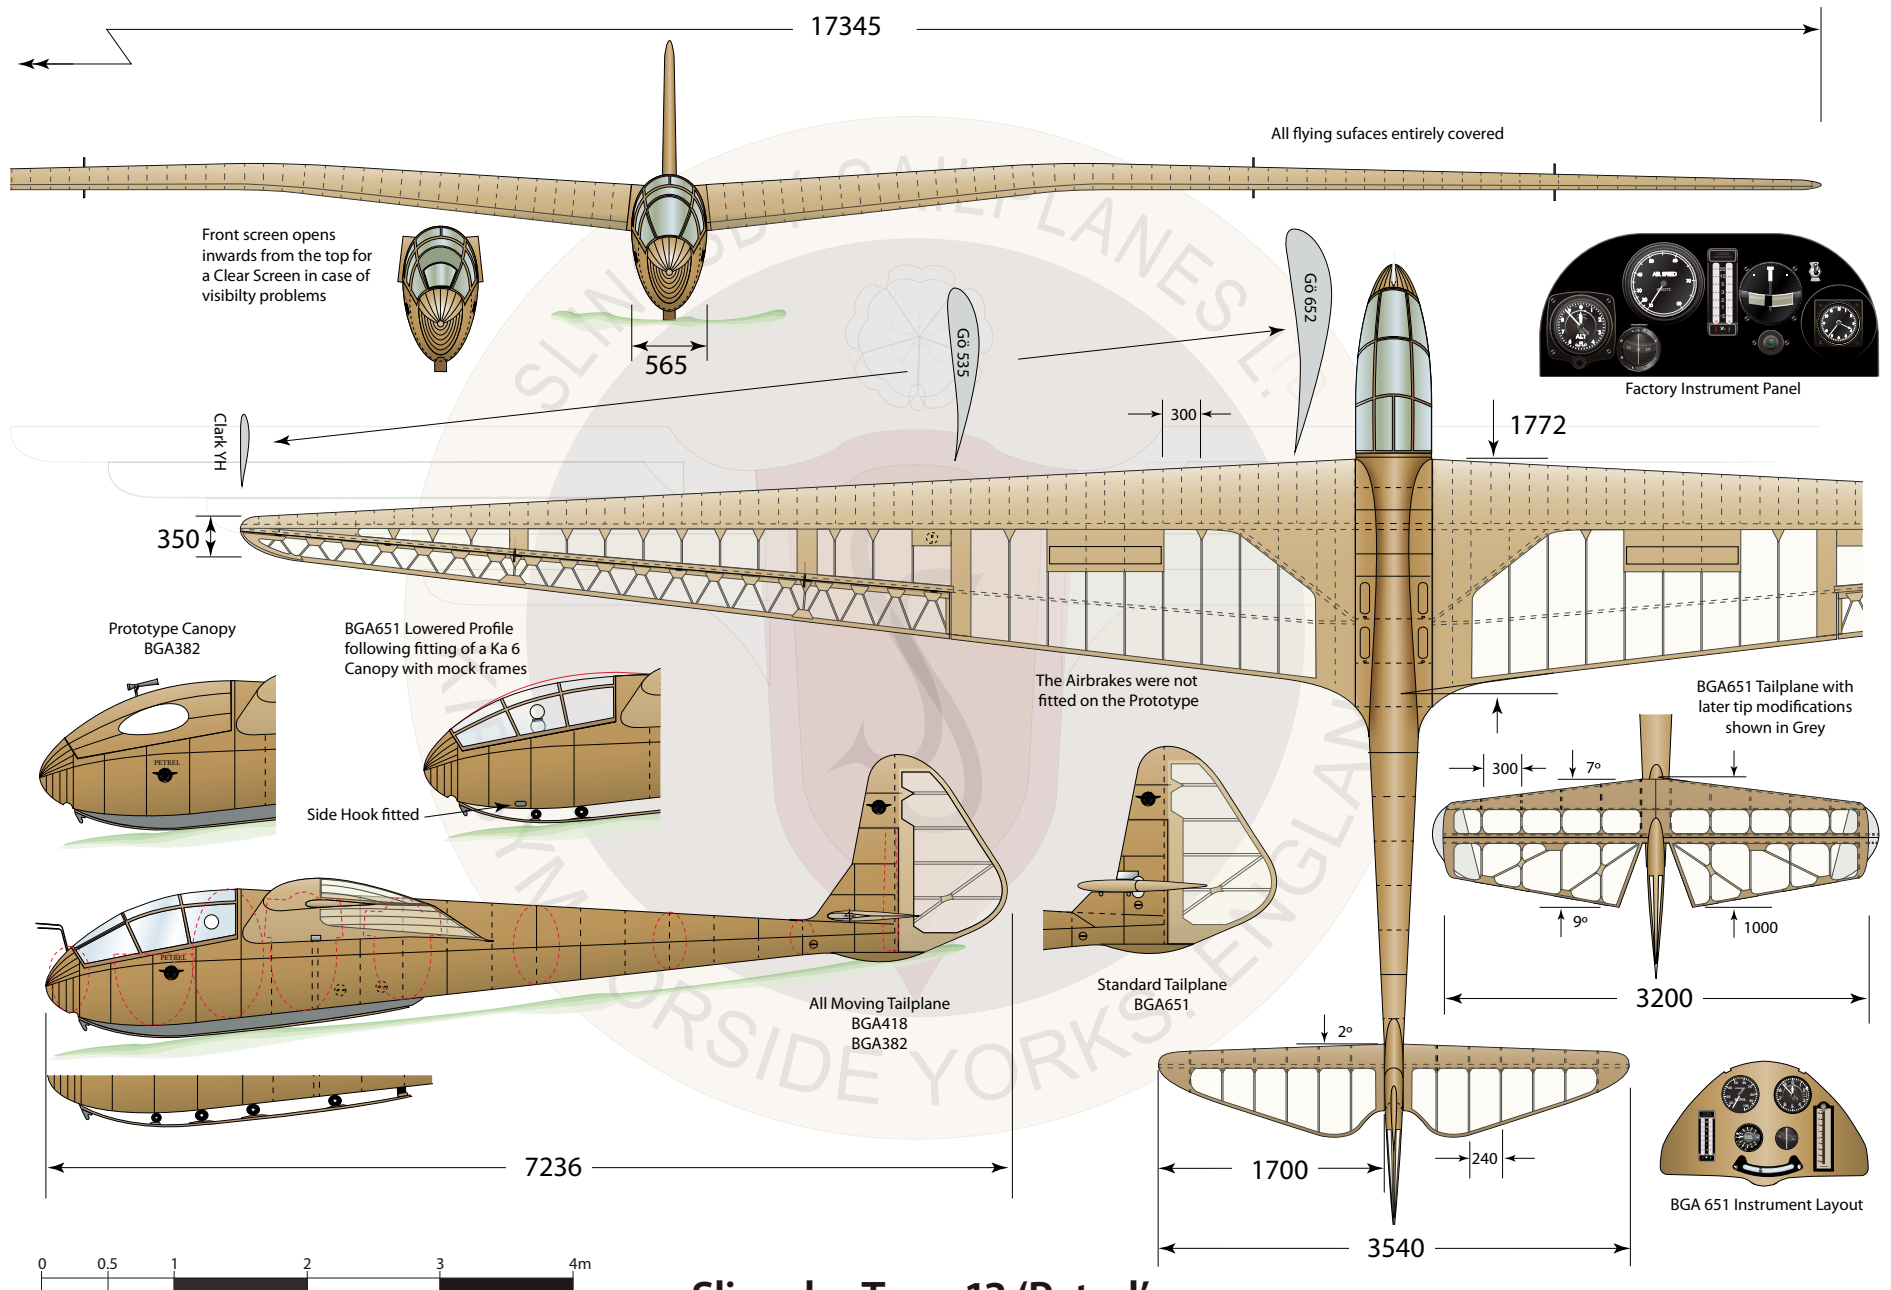 17345
All flying sufaces entirely covered
Front screen opens
inwards from the top for
a Clear Screen in case of
visibilty problems
565
Gö 535
Gö 652
Clark YH
Factory Instrument Panel
300
1772
350
Prototype Canopy
BGA382
BGA651 Lowered Profile
following fitting of a Ka 6
Canopy with mock frames
The Airbrakes were not
fitted on the Prototype
BGA651 Tailplane with
later tip modifications
shown in Grey
PETREL
Side Hook fitted
300
7º
9º
1000
3200
PETREL
All Moving Tailplane
BGA418
BGA382
Standard Tailplane
BGA651
2º
7236
1700
240
3540
BGA 651 Instrument Layout
0 0.5 1 2 3 4m